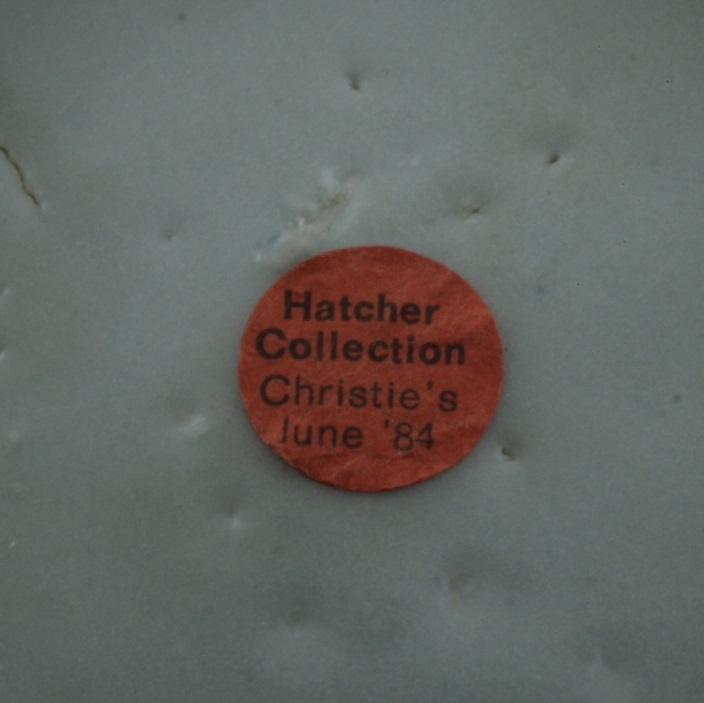 Hatcher
Collection
Christie's
June '84